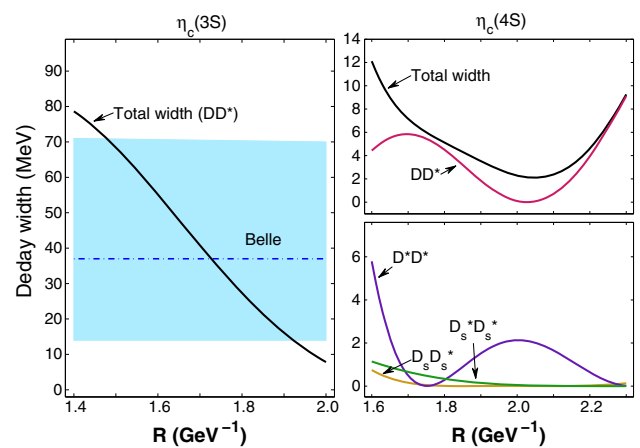 η_c(3S)
Deday width (MeV)
90
80
70
60
50
40
30
20
10
0
Total width (DD*)
Belle
1.4
1.6
1.8
2.0
R (GeV⁻¹)
η_c(4S)
14
12
10
8
6
4
2
0
Total width
DD*
6
4
2
0
D*D*
D_s*D_s*
D_sD_s*
1.6
1.8
2.0
2.2
R (GeV⁻¹)